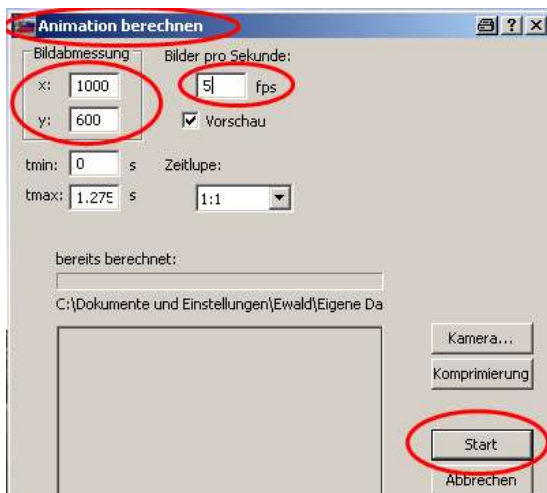 Animation berechnen
Bildabmessung
Bilder pro Sekunde:
x: 1000
5 fps
y: 600
Vorschau
tmin: 0 s
Zeitlupe:
tmax: 1.275 s
1:1
bereits berechnet:
C:\Dokumente und Einstellungen\Ewald\Eigene Da
Kamera...
Komprimierung
Start
Abbrechen